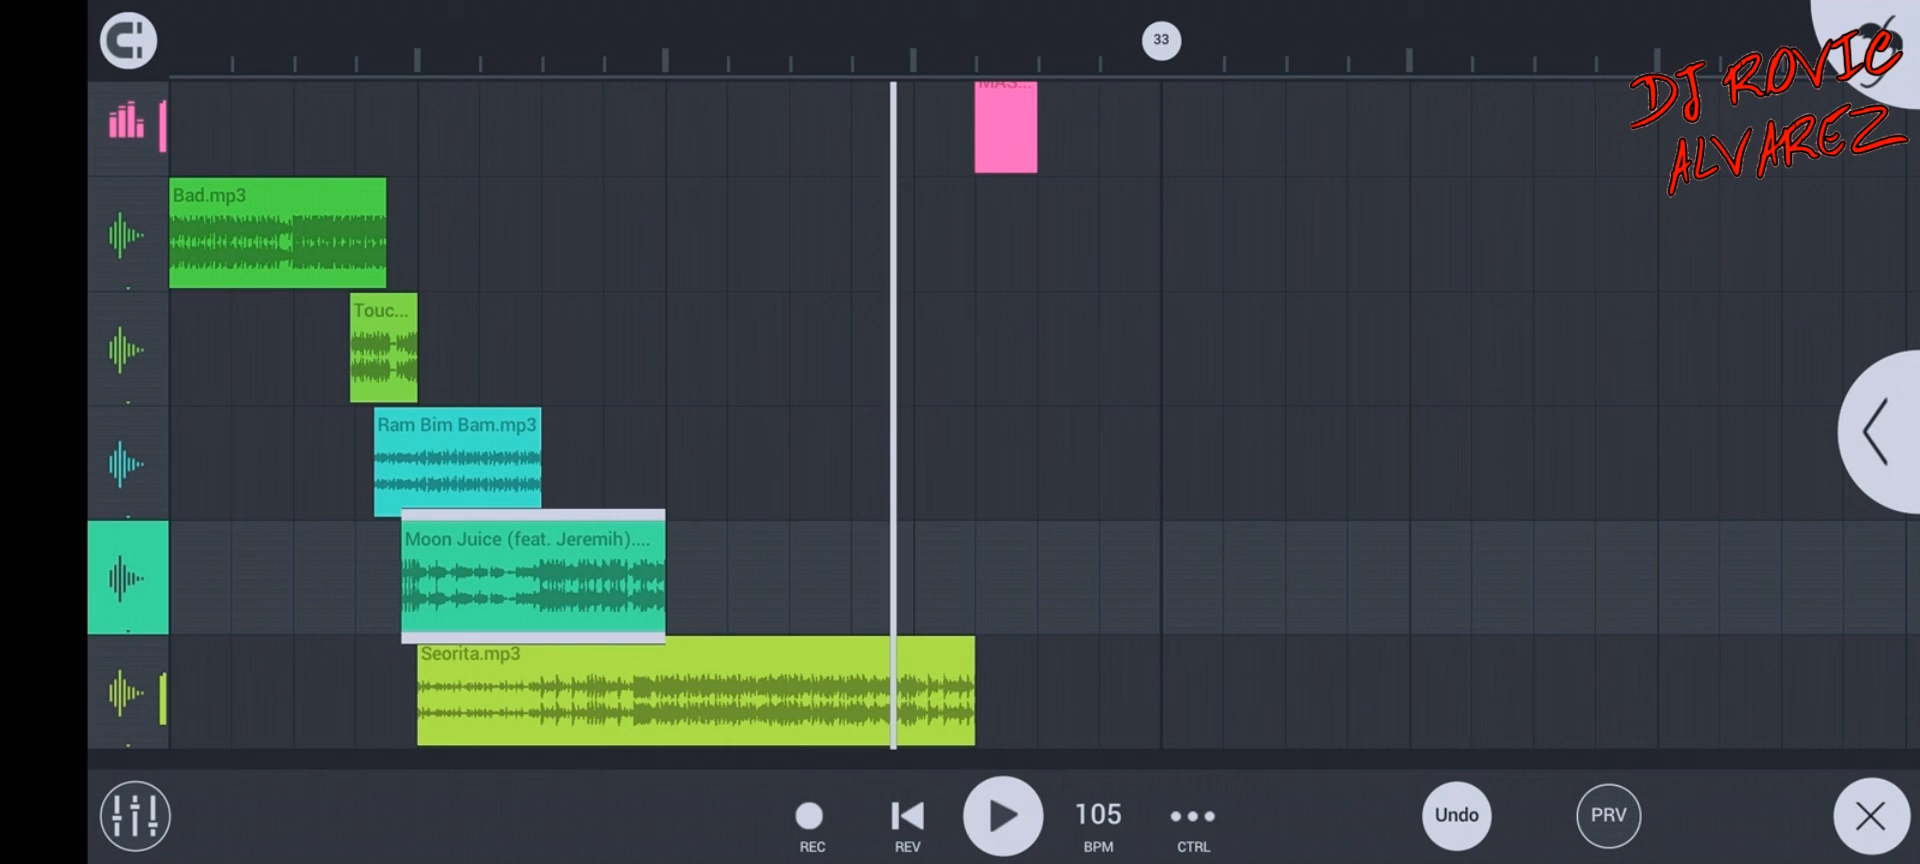 33
DJ ROVIC
ALVAREZ
MAS...
Bad.mp3
Touc...
Ram Bim Bam.mp3
Moon Juice (feat. Jeremih)....
Seorita.mp3
105
Undo
PRV
REC
REV
BPM
CTRL